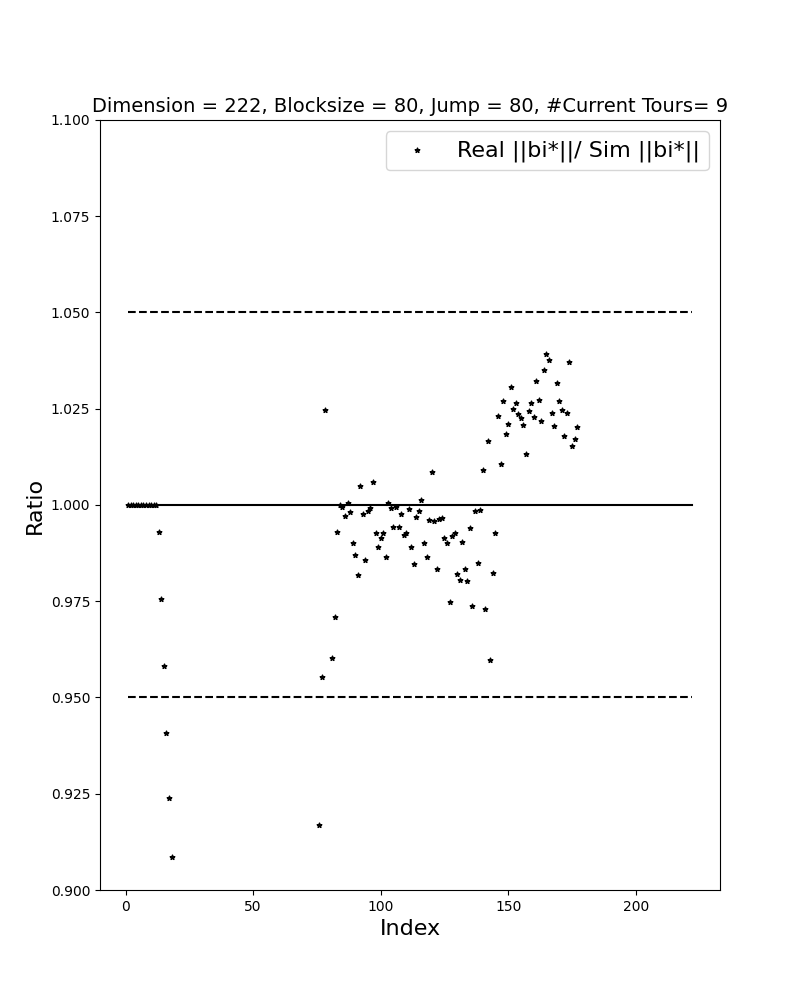 Dimension = 222, Blocksize = 80, Jump = 80, #Current Tours= 9
1.100
Real ||bi*||/ Sim ||bi*||
1.075
1.050
1.025
1.000
Ratio
0.975
0.950
0.925
0.900
0 50 100 150 200
Index